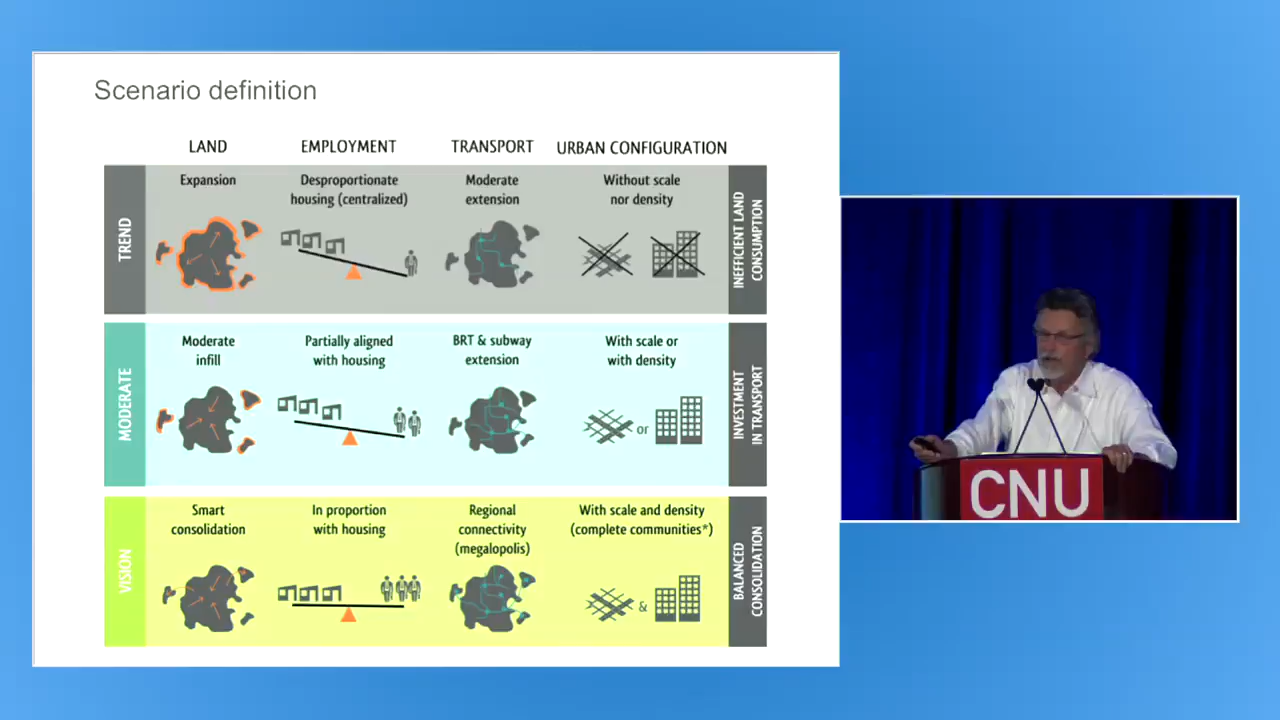 Scenario definition
LAND
EMPLOYMENT
TRANSPORT
URBAN CONFIGURATION
TREND
Expansion
Desproportionate
housing (centralized)
Moderate
extension
Without scale
nor density
INEFFICIENT LAND
CONSUMPTION
MODERATE
Moderate
infill
Partially aligned
with housing
BRT & subway
extension
With scale or
with density
or
INVESTMENT
IN TRANSPORT
VISION
Smart
consolidation
In proportion
with housing
Regional
connectivity
(megalopolis)
With scale and density
(complete communities*)
&
BALANCED
CONSOLIDATION
CNU